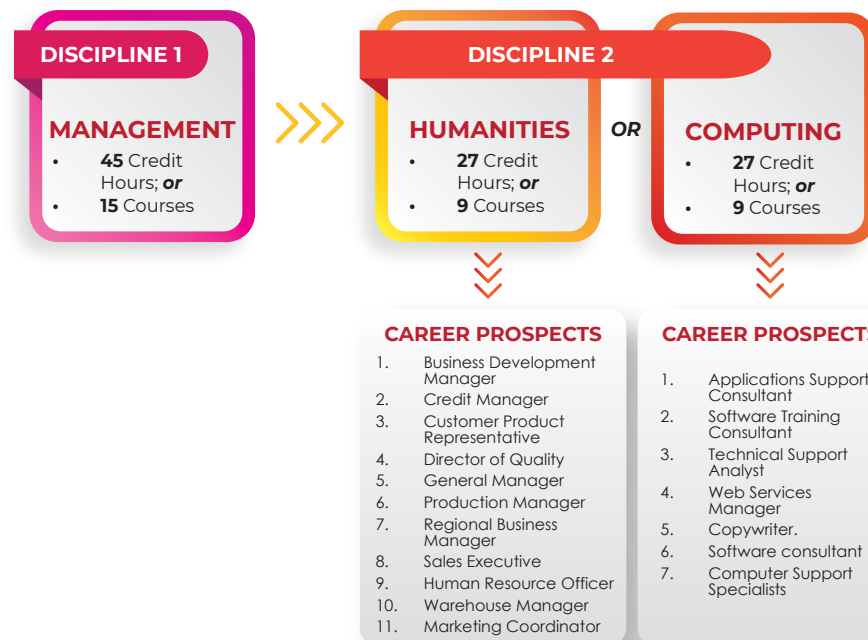 DISCIPLINE 1
MANAGEMENT
• 45 Credit
Hours; or
• 15 Courses
DISCIPLINE 2
HUMANITIES
• 27 Credit
Hours; or
• 9 Courses
OR
COMPUTING
• 27 Credit
Hours; or
• 9 Courses
CAREER PROSPECTS
1. Business Development
Manager
2. Credit Manager
3. Customer Product
Representative
4. Director of Quality
5. General Manager
6. Production Manager
7. Regional Business
Manager
8. Sales Executive
9. Human Resource Officer
10. Warehouse Manager
11. Marketing Coordinator
CAREER PROSPECTS
1. Applications Support
Consultant
2. Software Training
Consultant
3. Technical Support
Analyst
4. Web Services
Manager
5. Copywriter.
6. Software consultant
7. Computer Support
Specialists